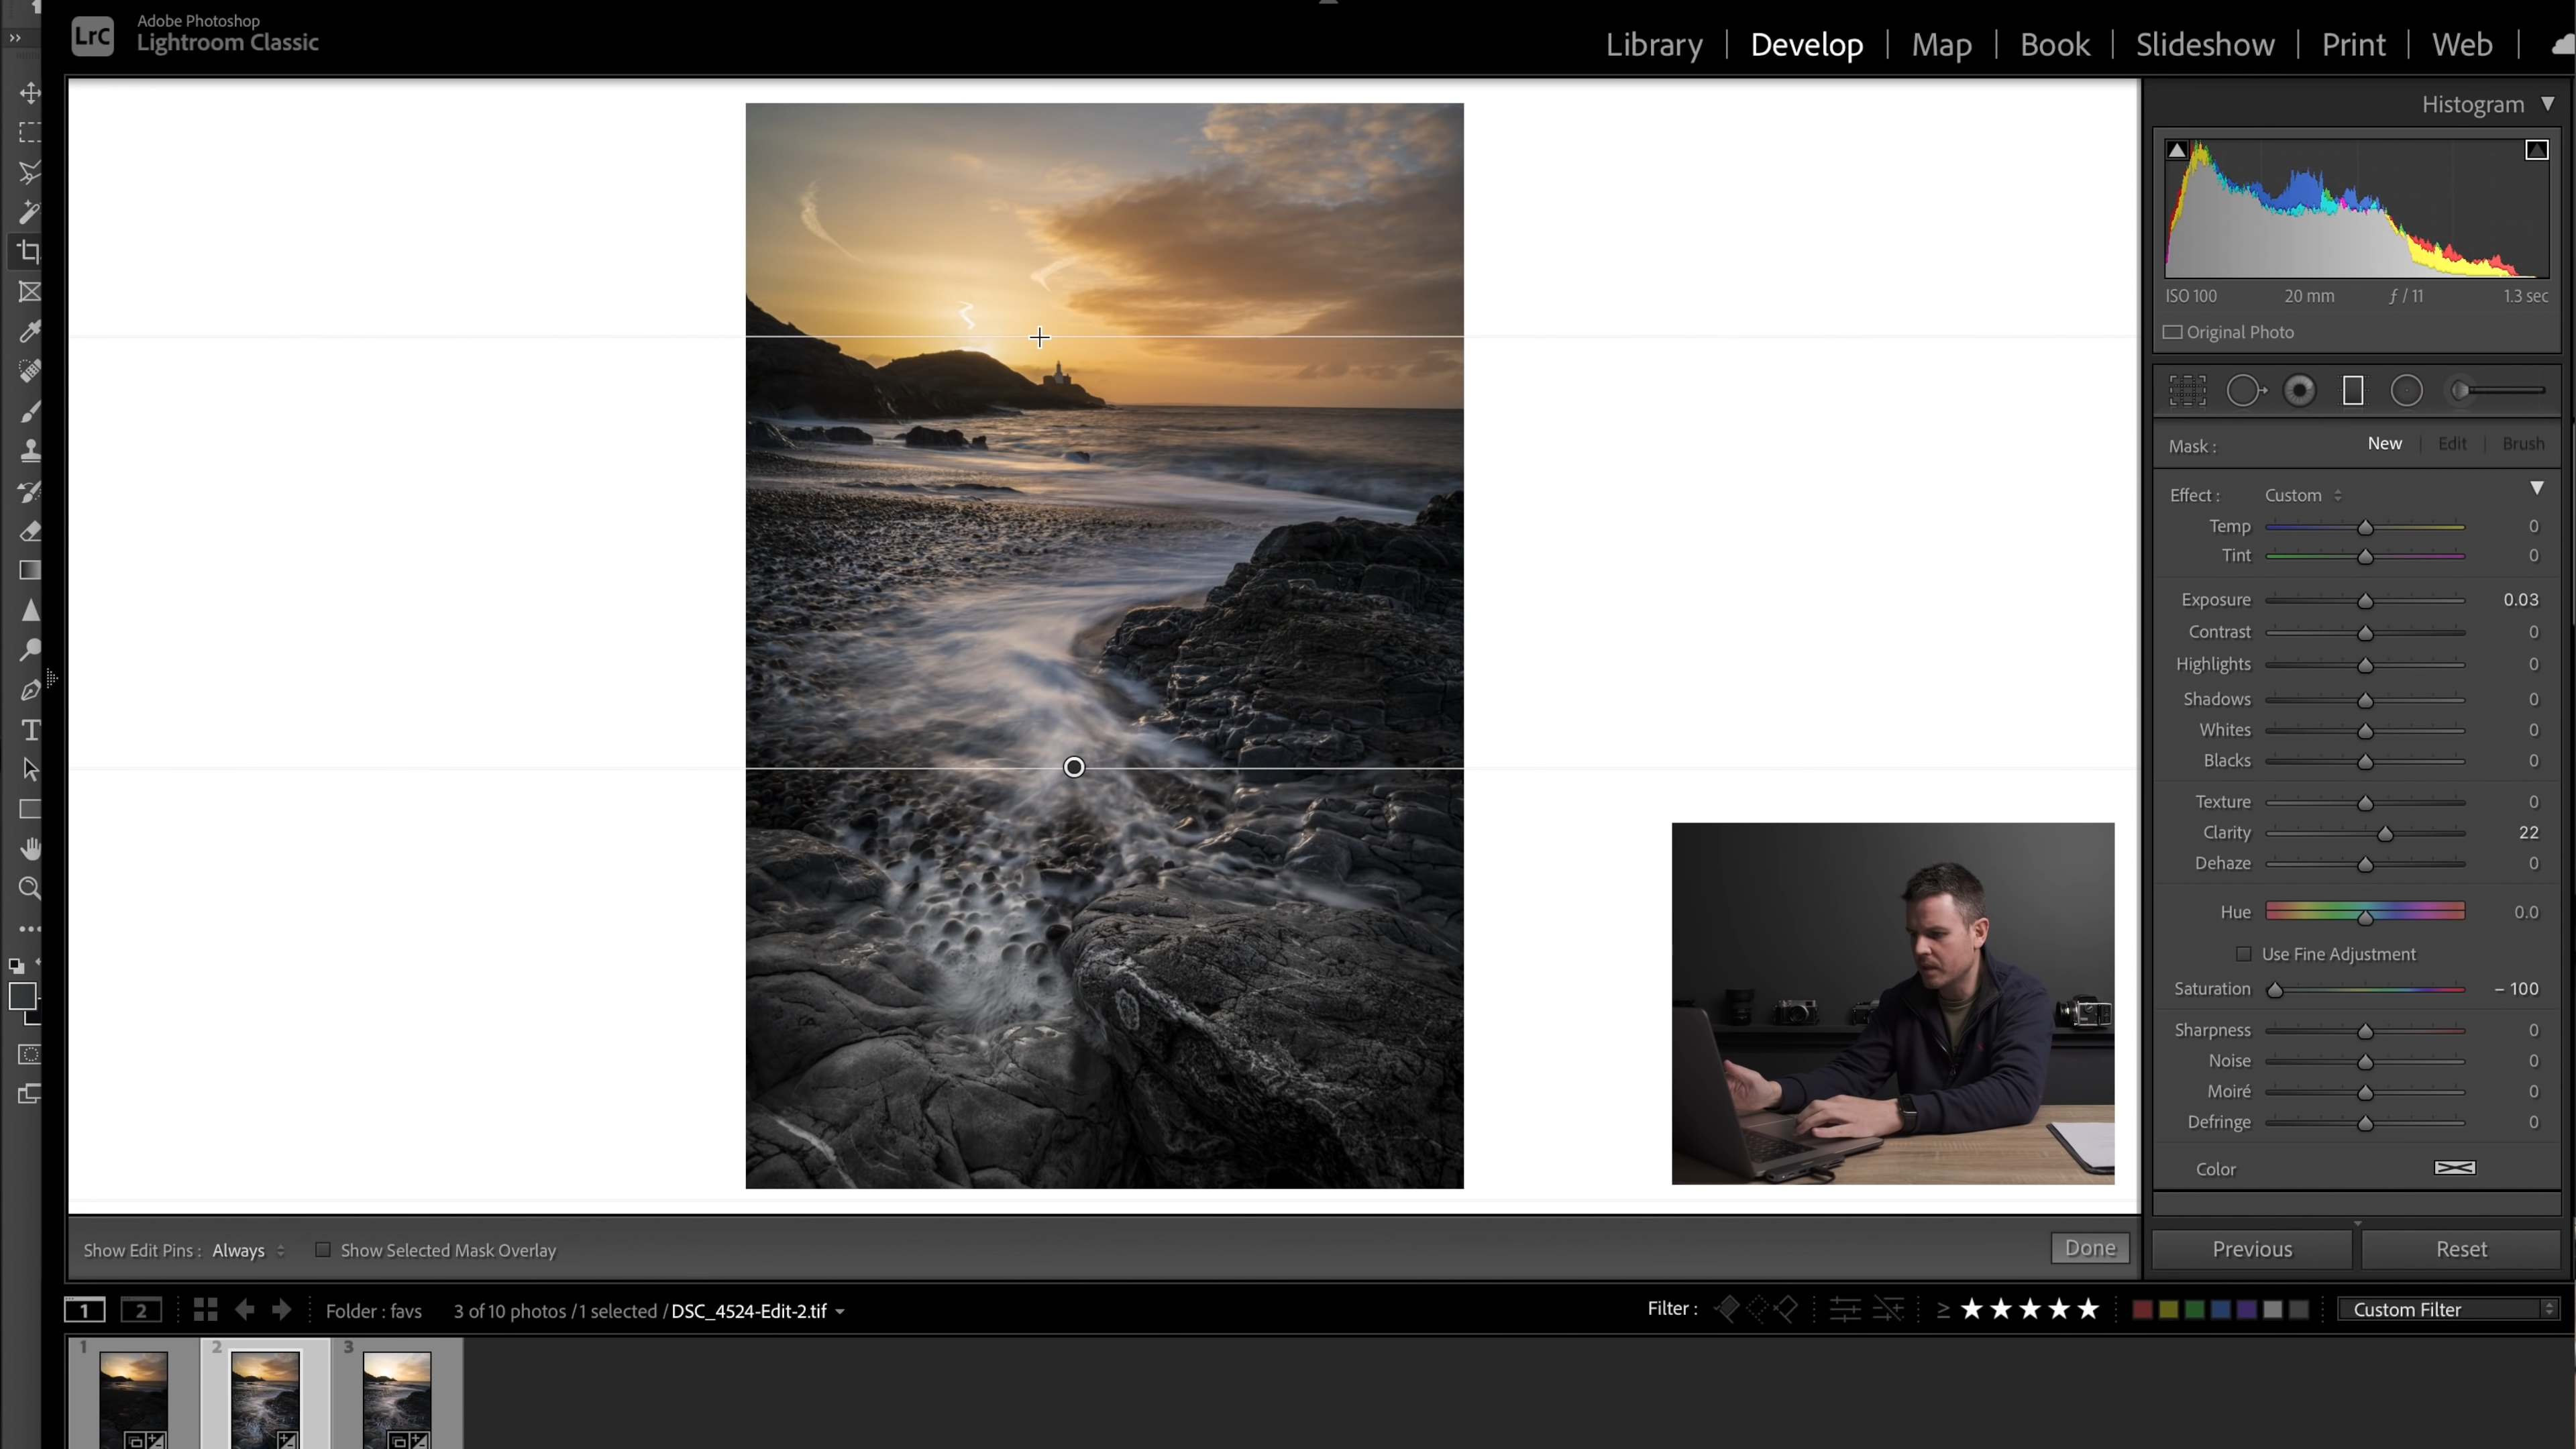 LrC
Adobe Photoshop
Lightroom Classic
Library | Develop | Map | Book | Slideshow | Print | Web |
Histogram
ISO 100 20 mm ƒ / 11 1.3 sec
Original Photo
Mask : New | Edit | Brush
Effect : Custom
Temp 0
Tint 0
Exposure 0.03
Contrast 0
Highlights 0
Shadows 0
Whites 0
Blacks 0
Texture 0
Clarity 22
Dehaze 0
Hue 0.0
Use Fine Adjustment
Saturation – 100
Sharpness 0
Noise 0
Moiré 0
Defringe 0
Color
Show Edit Pins : Always Show Selected Mask Overlay Done
Previous Reset
1 2 Folder : favs 3 of 10 photos /1 selected / DSC_4524-Edit-2.tif Filter : ≥ ★★★★★ Custom Filter
1 2 3